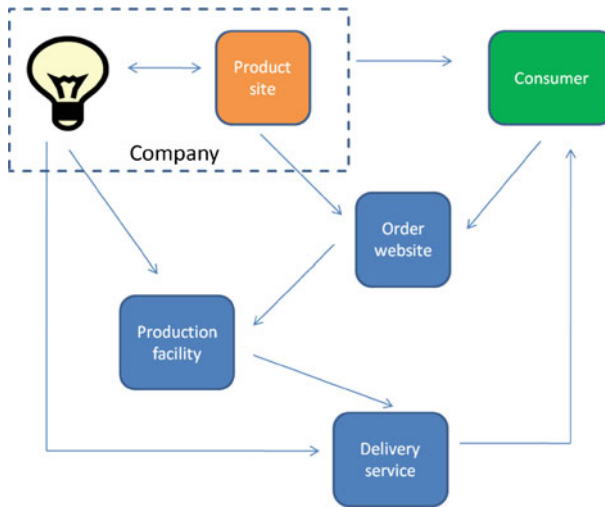 Product
site
Consumer
Company
Order
website
Production
facility
Delivery
service